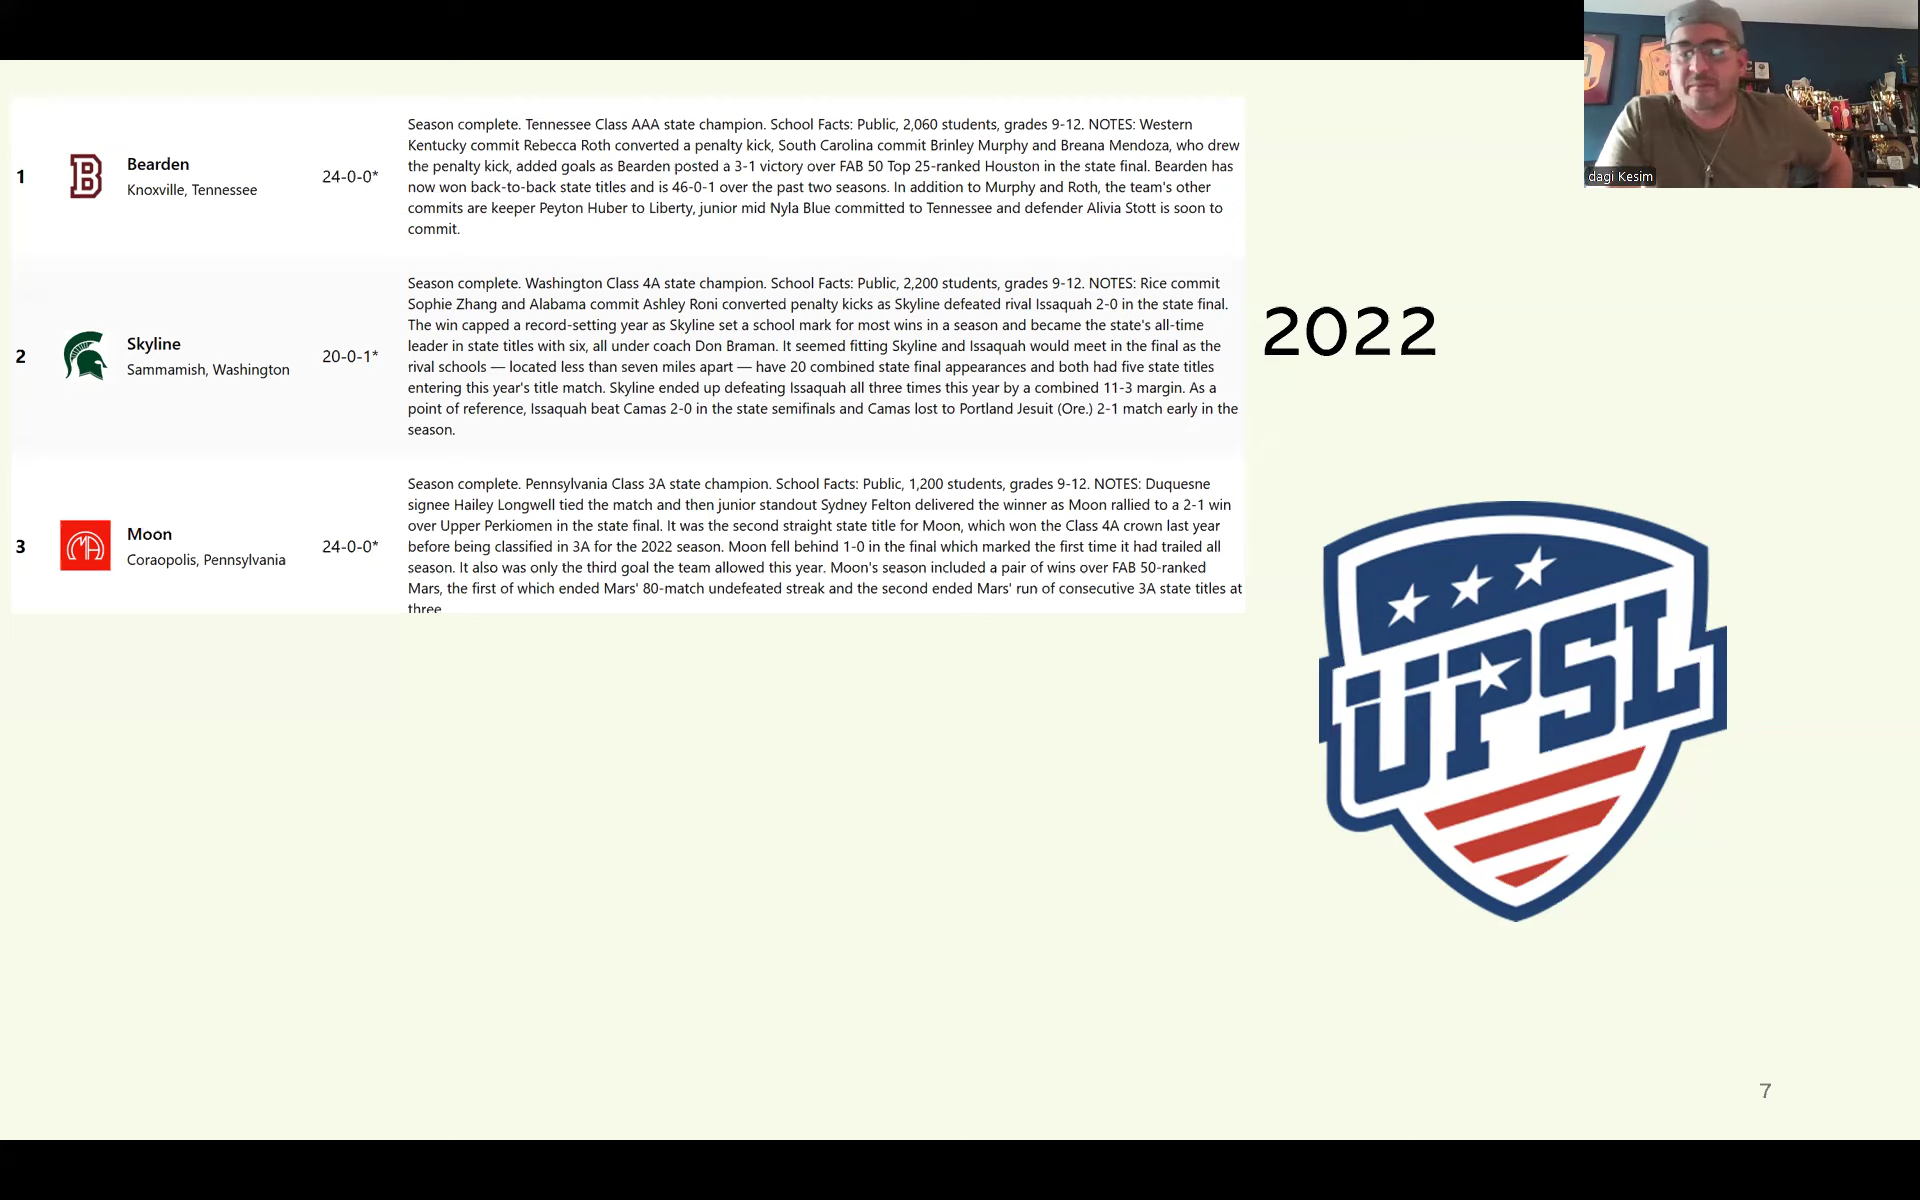 dagi Kesim
1
Bearden
Knoxville, Tennessee
24-0-0*
Season complete. Tennessee Class AAA state champion. School Facts: Public, 2,060 students, grades 9-12. NOTES: Western
Kentucky commit Rebecca Roth converted a penalty kick, South Carolina commit Brinley Murphy and Breana Mendoza, who drew
the penalty kick, added goals as Bearden posted a 3-1 victory over FAB 50 Top 25-ranked Houston in the state final. Bearden has
now won back-to-back state titles and is 46-0-1 over the past two seasons. In addition to Murphy and Roth, the team's other
commits are keeper Peyton Huber to Liberty, junior mid Nyla Blue committed to Tennessee and defender Alivia Stott is soon to
commit.
2
Skyline
Sammamish, Washington
20-0-1*
Season complete. Washington Class 4A state champion. School Facts: Public, 2,200 students, grades 9-12. NOTES: Rice commit
Sophie Zhang and Alabama commit Ashley Roni converted penalty kicks as Skyline defeated rival Issaquah 2-0 in the state final.
The win capped a record-setting year as Skyline set a school mark for most wins in a season and became the state's all-time
leader in state titles with six, all under coach Don Braman. It seemed fitting Skyline and Issaquah would meet in the final as the
rival schools — located less than seven miles apart — have 20 combined state final appearances and both had five state titles
entering this year's title match. Skyline ended up defeating Issaquah all three times this year by a combined 11-3 margin. As a
point of reference, Issaquah beat Camas 2-0 in the state semifinals and Camas lost to Portland Jesuit (Ore.) 2-1 match early in the
season.
3
Moon
Coraopolis, Pennsylvania
24-0-0*
Season complete. Pennsylvania Class 3A state champion. School Facts: Public, 1,200 students, grades 9-12. NOTES: Duquesne
signee Hailey Longwell tied the match and then junior standout Sydney Felton delivered the winner as Moon rallied to a 2-1 win
over Upper Perkiomen in the state final. It was the second straight state title for Moon, which won the Class 4A crown last year
before being classified in 3A for the 2022 season. Moon fell behind 1-0 in the final which marked the first time it had trailed all
season. It also was only the third goal the team allowed this year. Moon's season included a pair of wins over FAB 50-ranked
Mars, the first of which ended Mars' 80-match undefeated streak and the second ended Mars' run of consecutive 3A state titles at
three
2022
B
MA
UPSL
7